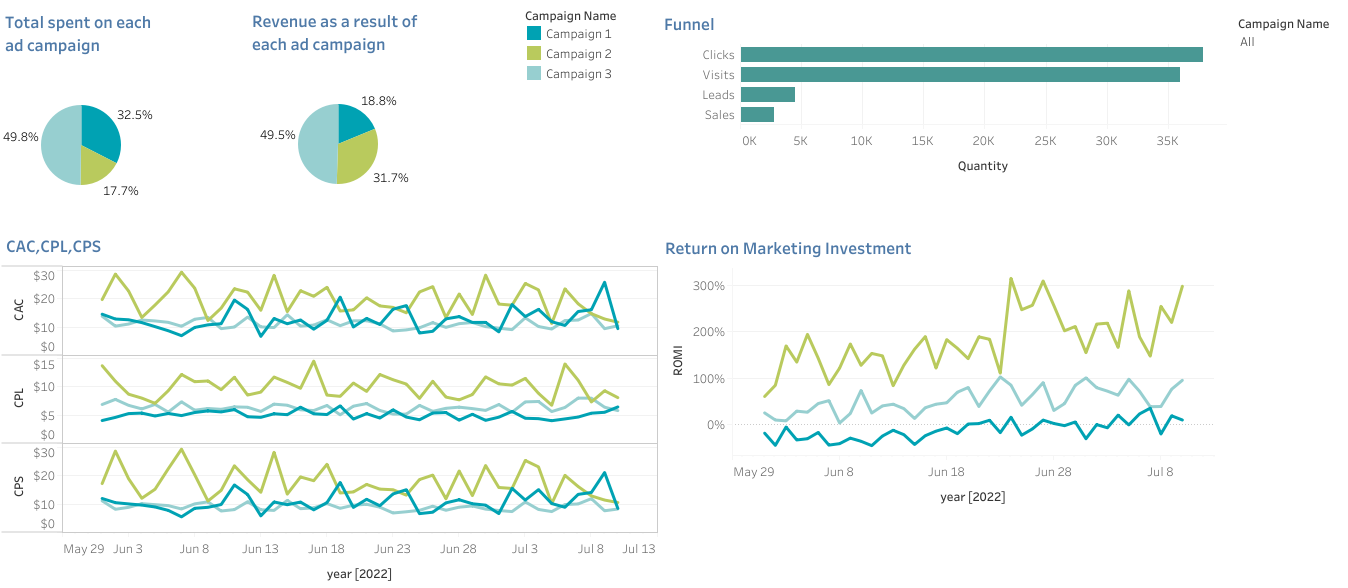 Total spent on each
ad campaign
32.5%
49.8%
17.7%
Revenue as a result of
each ad campaign
18.8%
49.5%
31.7%
Campaign Name
Campaign 1
Campaign 2
Campaign 3
Funnel
Clicks
Visits
Leads
Sales
0K 5K 10K 15K 20K 25K 30K 35K
Quantity
Campaign Name
All
CAC,CPL,CPS
CAC
$30
$20
$10
$0
CPL
$15
$10
$5
$0
CPS
$30
$20
$10
$0
May 29 Jun 3 Jun 8 Jun 13 Jun 18 Jun 23 Jun 28 Jul 3 Jul 8 Jul 13
year [2022]
Return on Marketing Investment
ROMI
300%
200%
100%
0%
May 29 Jun 8 Jun 18 Jun 28 Jul 8
year [2022]